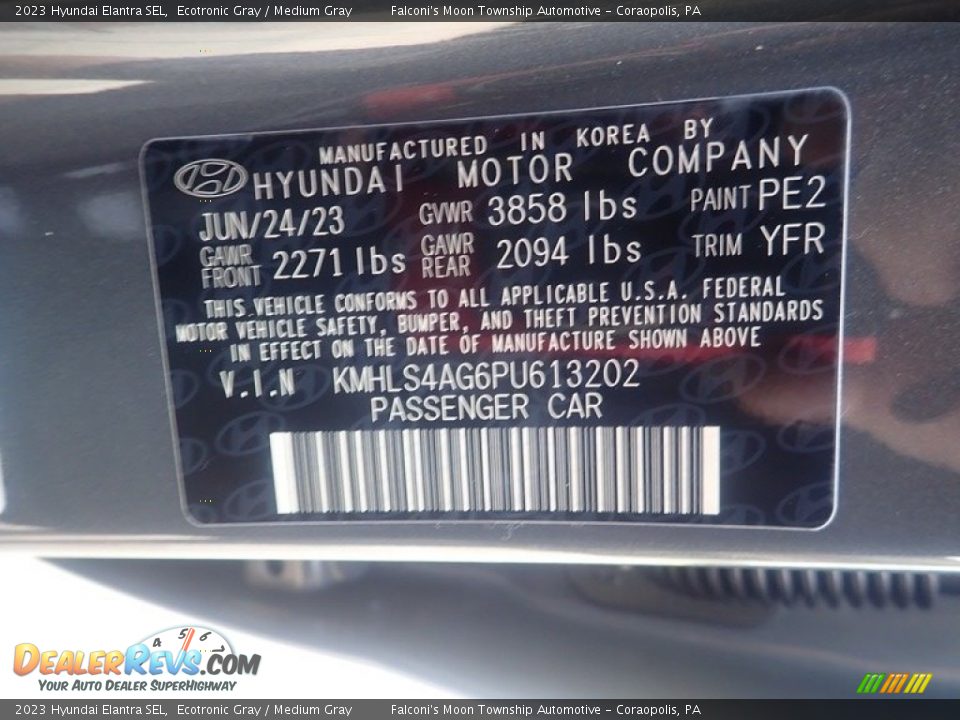 2023 Hyundai Elantra SEL, Ecotronic Gray / Medium Gray Falconi's Moon Township Automotive - Coraopolis, PA
MANUFACTURED IN KOREA BY
HYUNDAI MOTOR COMPANY
JUN/24/23 GVWR 3858 lbs PAINT PE2
GAWR FRONT 2271 lbs GAWR REAR 2094 lbs TRIM YFR
THIS VEHICLE CONFORMS TO ALL APPLICABLE U.S.A. FEDERAL
MOTOR VEHICLE SAFETY, BUMPER, AND THEFT PREVENTION STANDARDS
IN EFFECT ON THE DATE OF MANUFACTURE SHOWN ABOVE
V.I.N KMHLS4AG6PU613202
PASSENGER CAR
4 5 6
DealerRevs.com
Your Auto Dealer SuperHighway
2023 Hyundai Elantra SEL, Ecotronic Gray / Medium Gray Falconi's Moon Township Automotive - Coraopolis, PA